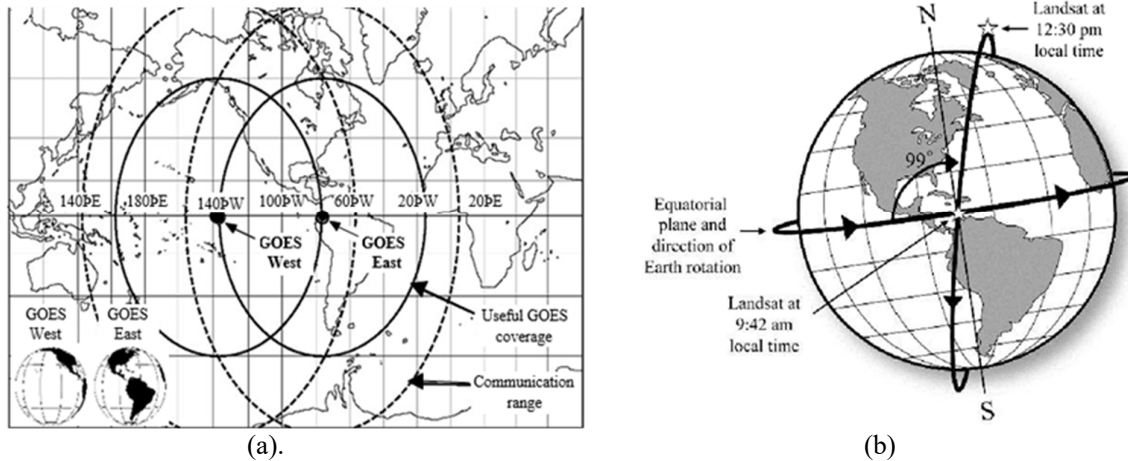 140ÞE
-180ÞE
140ÞW
100ÞW
60ÞW
20ÞW
20ÞE
GOES
West
GOES
East
GOES
West
GOES
East
Useful GOES
coverage
Communication
range
(a).
N
Landsat at
12:30 pm
local time
99°
Equatorial
plane and
direction of
Earth rotation
Landsat at
9:42 am
local time
S
(b)